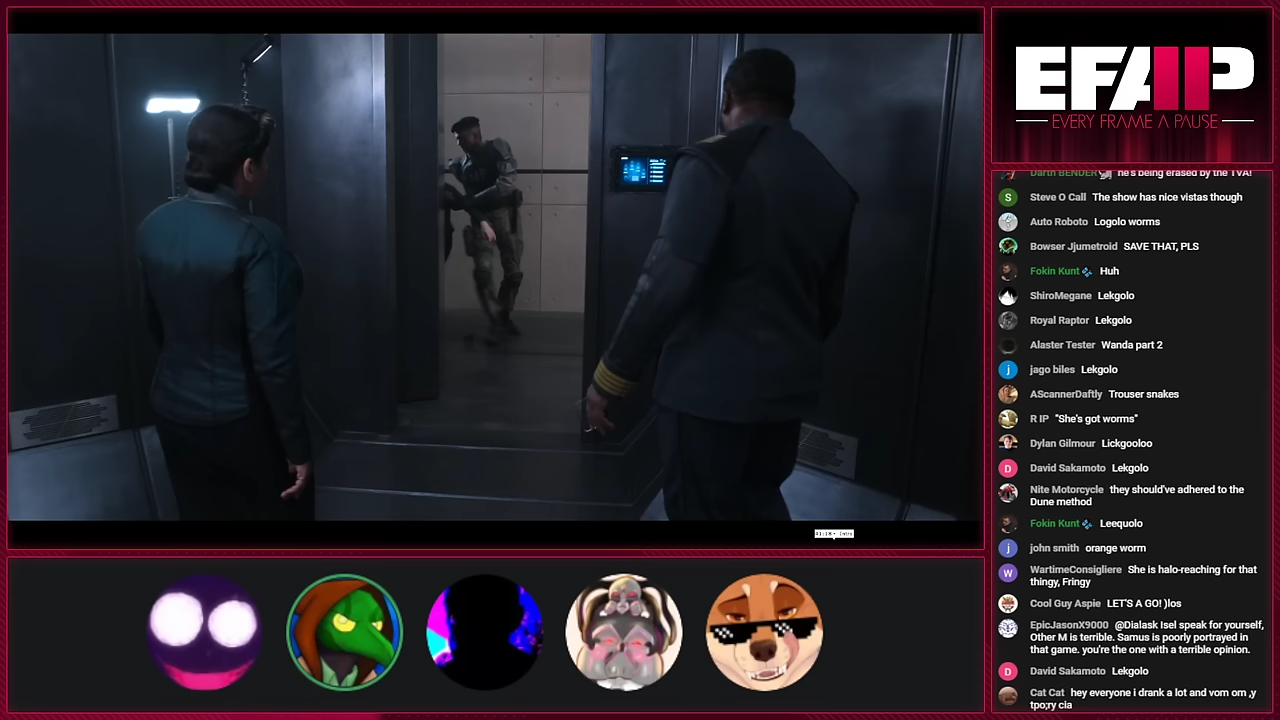 EFAP
EVERY FRAME A PAUSE
Darth BENDER he's being erased by the TVA!
S Steve O Call The show has nice vistas though
Auto Roboto Logolo worms
Bowser Jjumetroid SAVE THAT, PLS
Fokin Kunt Huh
ShiroMegane Lekgolo
Royal Raptor Lekgolo
Alaster Tester Wanda part 2
j jago biles Lekgolo
AScannerDaftly Trouser snakes
R IP "She's got worms"
Dylan Gilmour Lickgooloo
D David Sakamoto Lekgolo
Nite Motorcycle they should've adhered to the
Dune method
Fokin Kunt Leequolo
j john smith orange worm
W WartimeConsigliere She is halo-reaching for that
thingy, Fringy
Cool Guy Aspie LET'S A GO! )los
EpicJasonX9000 @Dialask Isel speak for yourself,
Other M is terrible. Samus is poorly portrayed in
that game. you're the one with a terrible opinion.
D David Sakamoto Lekgolo
Cat Cat hey everyone i drank a lot and vom om ,y
tpo;ry cia